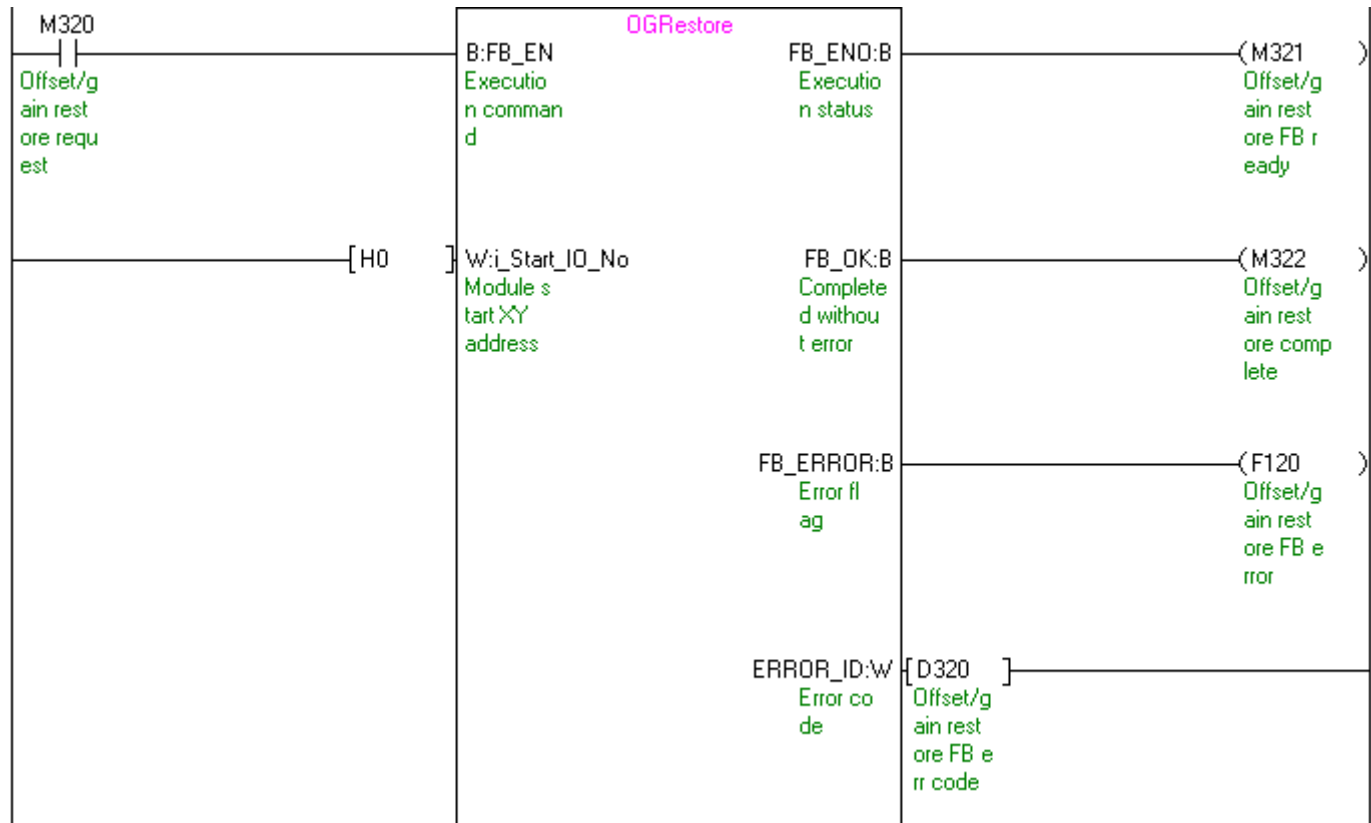 M320
OGRestore
B:FB_EN
FB_ENO:B
(M321 )
Offset/g
ain rest
ore requ
est
Executio
n comman
d
Executio
n status
Offset/g
ain rest
ore FB r
eady
[H0 ]
W:i_Start_IO_No
FB_OK:B
(M322 )
Module s
tart XY
address
Complete
d withou
t error
Offset/g
ain rest
ore comp
lete
FB_ERROR:B
(F120 )
Error fl
ag
Offset/g
ain rest
ore FB e
rror
ERROR_ID:W
[D320 ]
Error co
de
Offset/g
ain rest
ore FB e
rr code